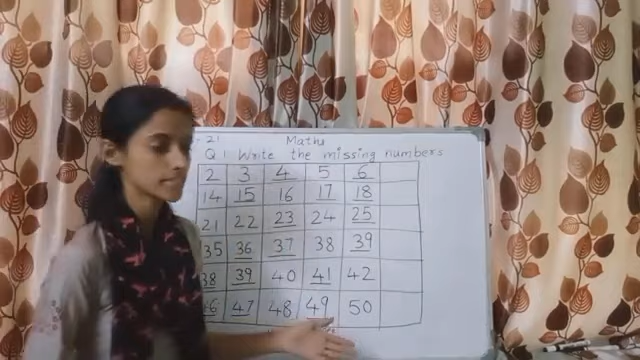 21 Maths
Q1 Write the missing numbers
2 3 4 5 6
14 15 16 17 18
21 22 23 24 25
35 36 37 38 39
38 39 40 41 42
46 47 48 49 50